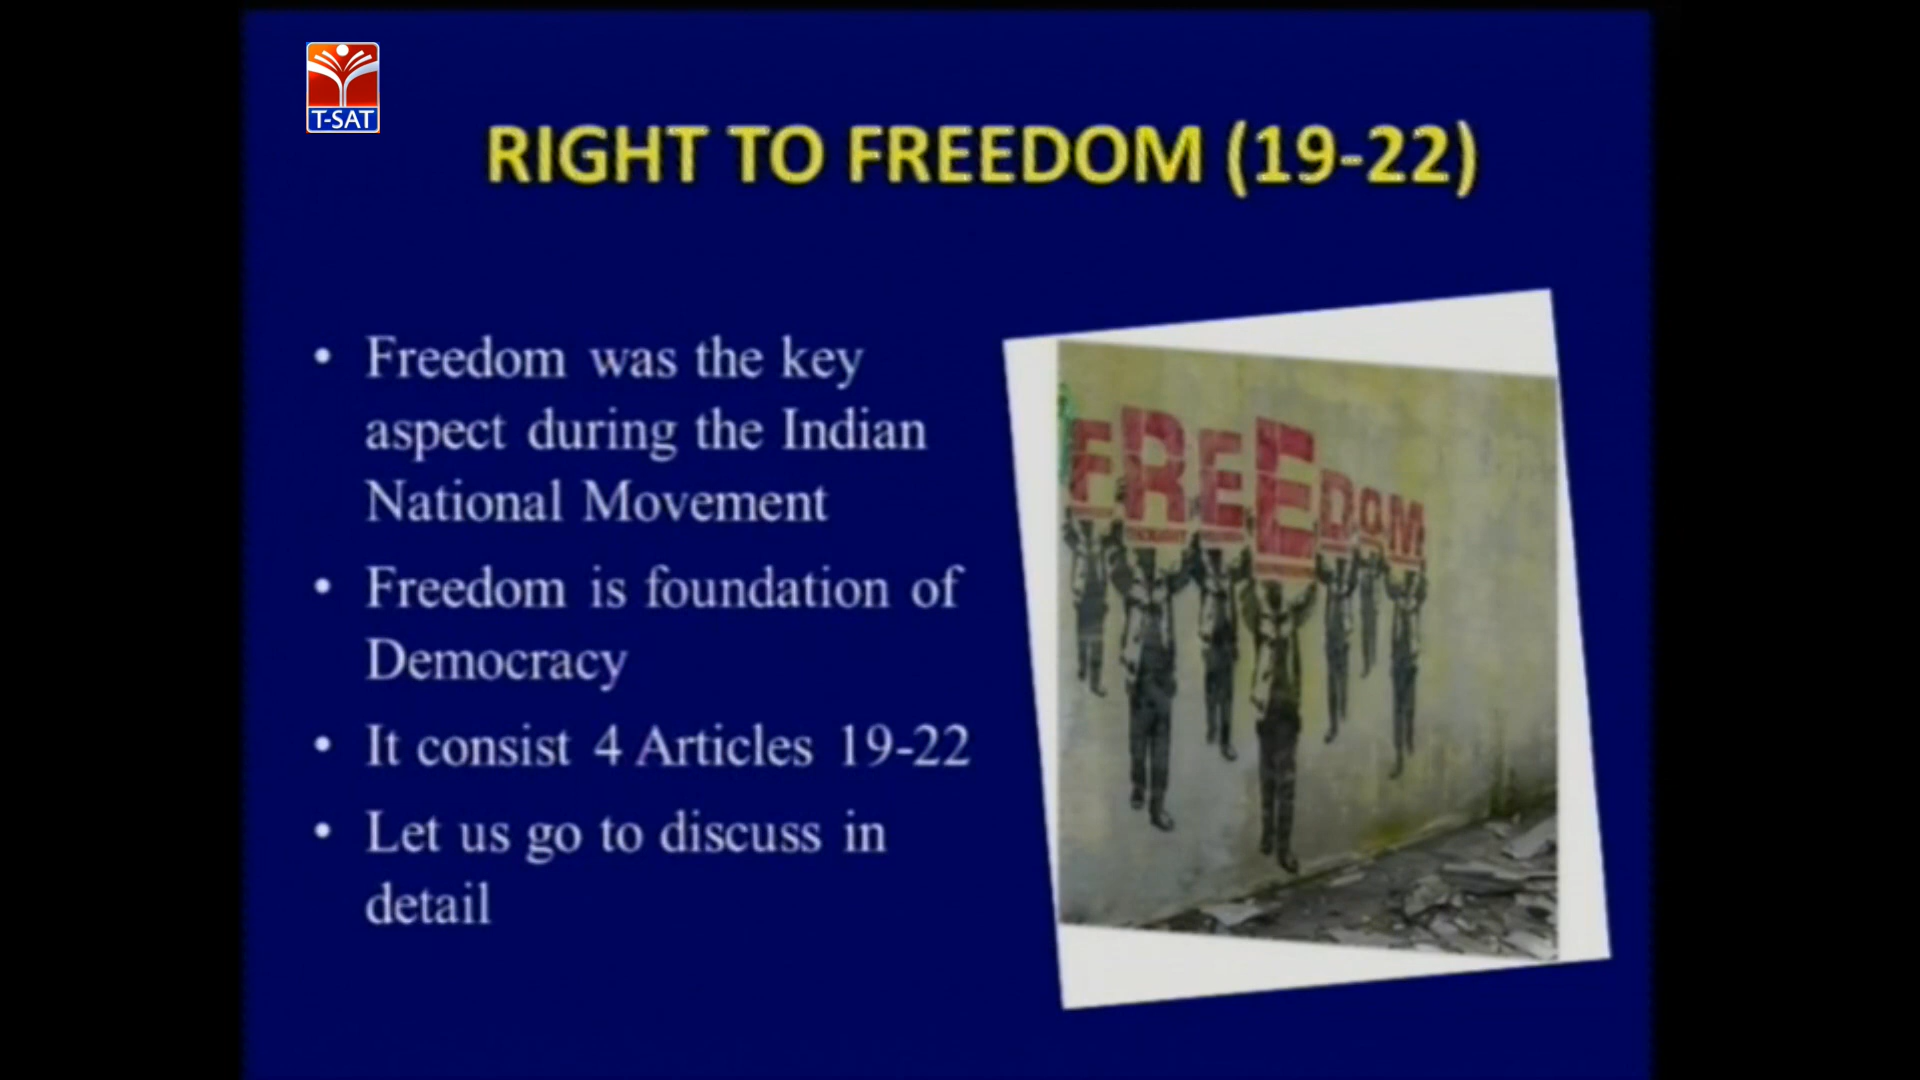 T-SAT
RIGHT TO FREEDOM (19-22)
• Freedom was the key
aspect during the Indian
National Movement
• Freedom is foundation of
Democracy
• It consist 4 Articles 19-22
• Let us go to discuss in
detail
FREEDOM